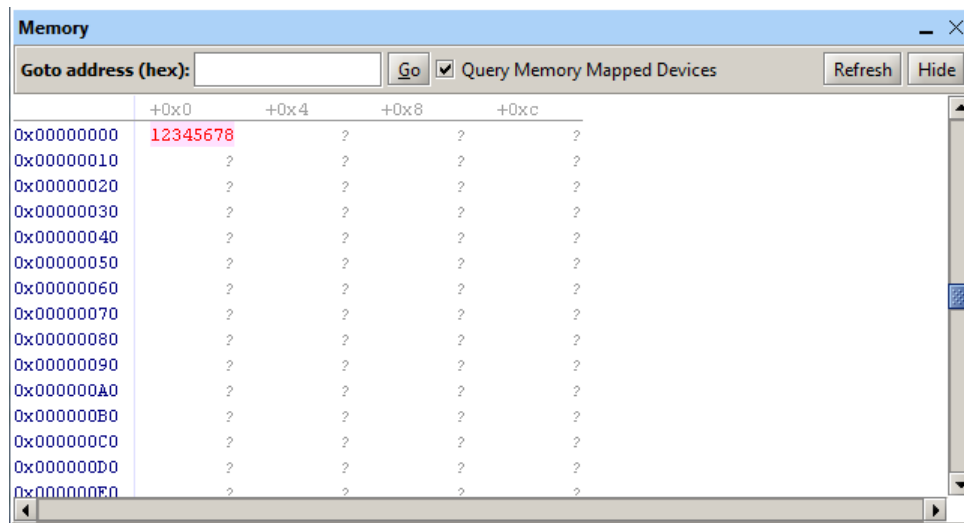 Memory
Goto address (hex): Go Query Memory Mapped Devices Refresh Hide
+0x0 +0x4 +0x8 +0xc
0x00000000 12345678 ? ? ?
0x00000010 ? ? ? ?
0x00000020 ? ? ? ?
0x00000030 ? ? ? ?
0x00000040 ? ? ? ?
0x00000050 ? ? ? ?
0x00000060 ? ? ? ?
0x00000070 ? ? ? ?
0x00000080 ? ? ? ?
0x00000090 ? ? ? ?
0x000000A0 ? ? ? ?
0x000000B0 ? ? ? ?
0x000000C0 ? ? ? ?
0x000000D0 ? ? ? ?
0x000000E0 ? ? ? ?